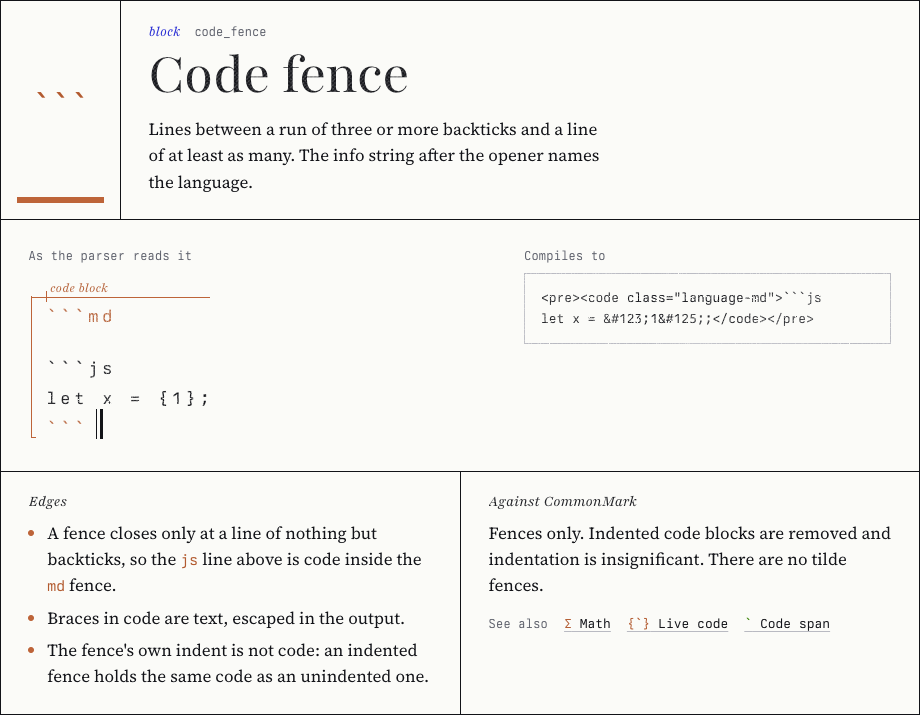 ```
block code_fence
Code fence
Lines between a run of three or more backticks and a line
of at least as many. The info string after the opener names
the language.
As the parser reads it
code block
```md
```js
let x = {1};
```
Compiles to
<pre><code class="language-md">```js
let x = &#123;1&#125;;</code></pre>
Edges
A fence closes only at a line of nothing but
backticks, so the js line above is code inside the
md fence.
Braces in code are text, escaped in the output.
The fence's own indent is not code: an indented
fence holds the same code as an unindented one.
Against CommonMark
Fences only. Indented code blocks are removed and
indentation is insignificant. There are no tilde
fences.
See also Σ Math {`} Live code ` Code span